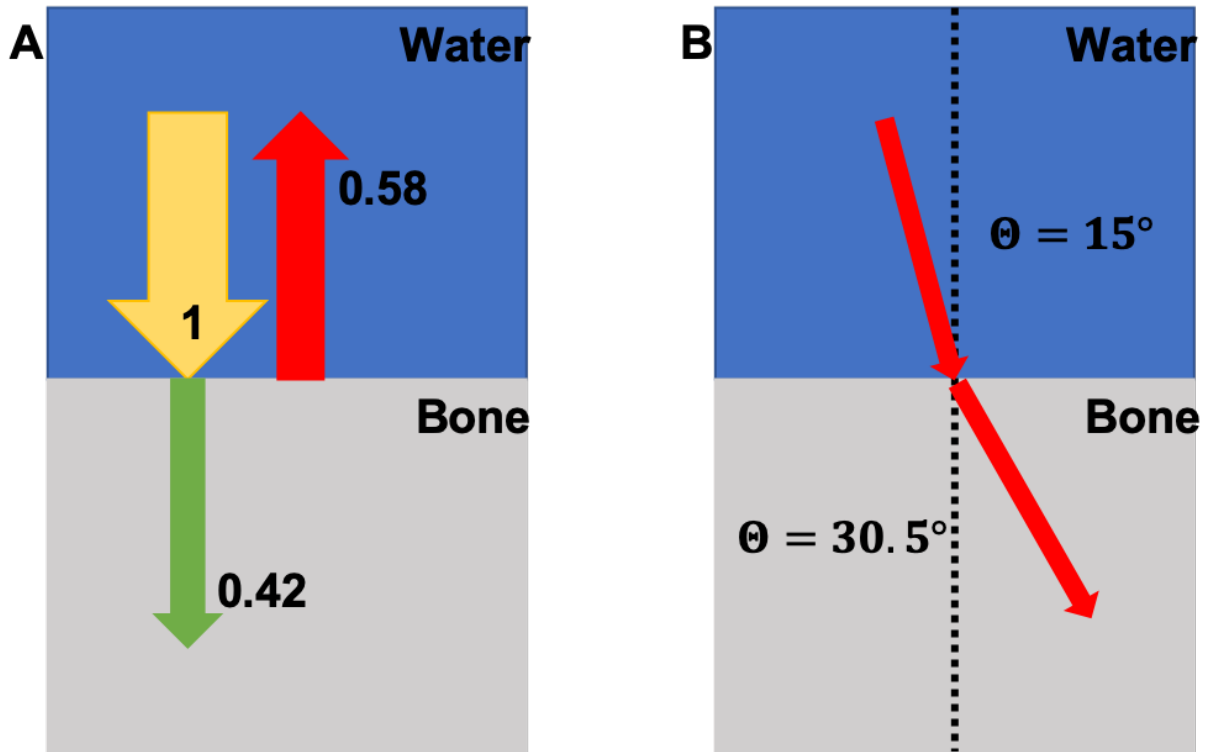 A
Water
0.58
1
Bone
0.42
B
Water
Θ = 15°
Bone
Θ = 30.5°